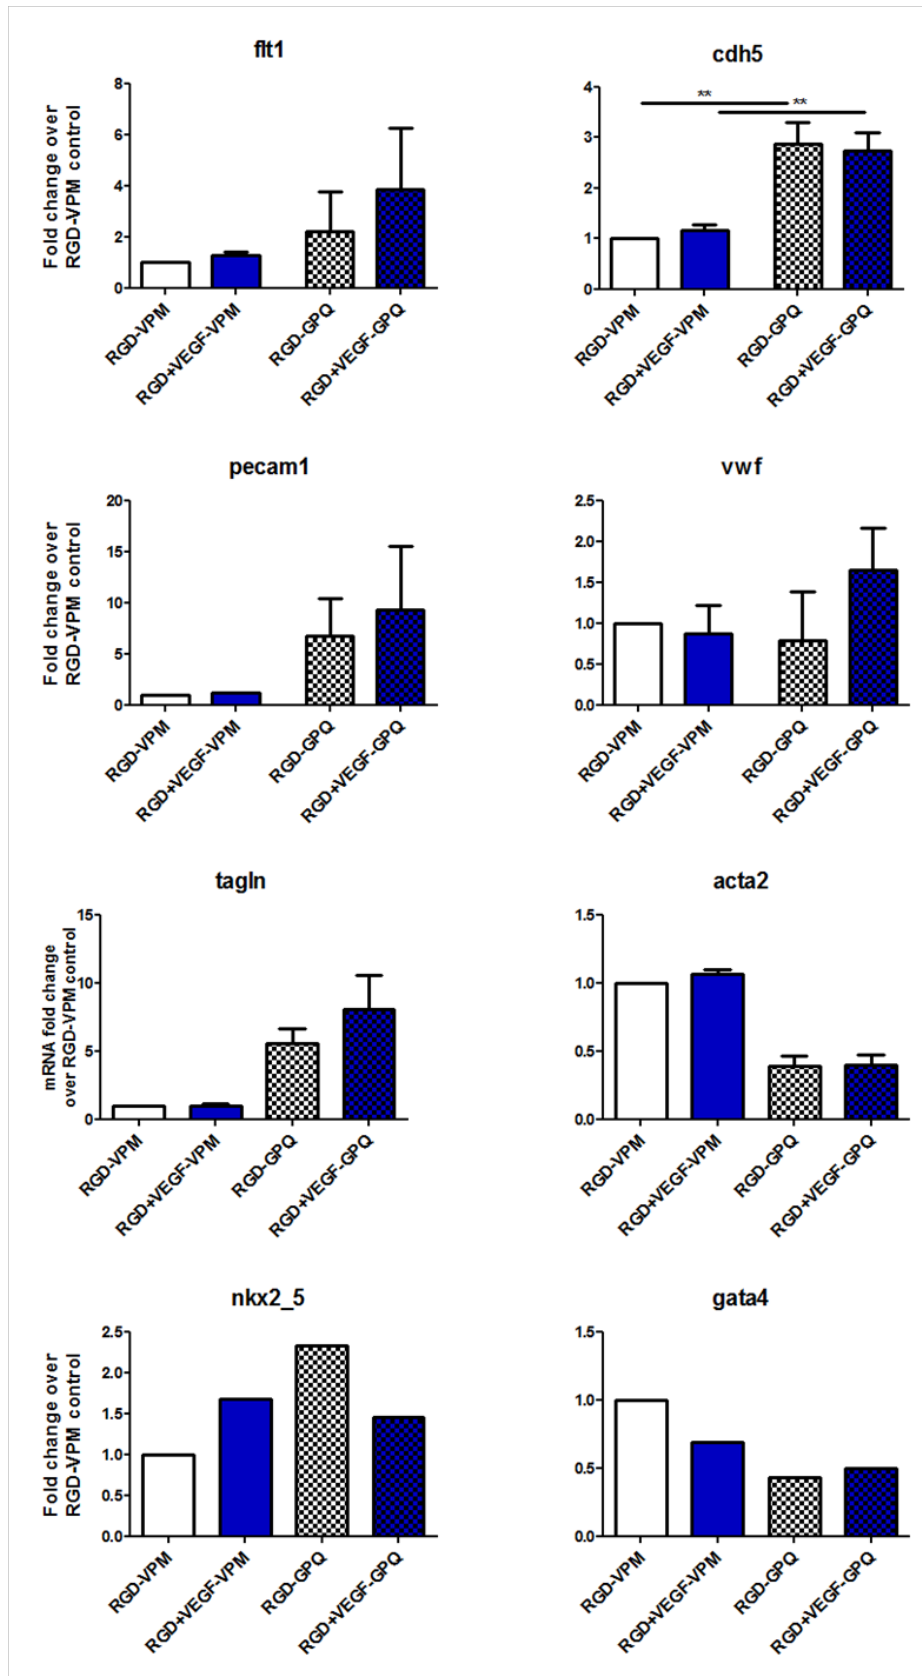 flt1
Fold change over
RGD-VPM control
8
6
4
2
0
RGD-VPM
RGD+VEGF-VPM
RGD-GPQ
RGD+VEGF-GPQ
cdh5
4
3
2
1
0
**
**
RGD-VPM
RGD+VEGF-VPM
RGD-GPQ
RGD+VEGF-GPQ
pecam1
Fold change over
RGD-VPM control
20
15
10
5
0
RGD-VPM
RGD+VEGF-VPM
RGD-GPQ
RGD+VEGF-GPQ
vwf
2.5
2.0
1.5
1.0
0.5
0.0
RGD-VPM
RGD+VEGF-VPM
RGD-GPQ
RGD+VEGF-GPQ
tagln
mRNA fold change
over RGD-VPM control
15
10
5
0
RGD-VPM
RGD+VEGF-VPM
RGD-GPQ
RGD+VEGF-GPQ
acta2
1.5
1.0
0.5
0.0
RGD-VPM
RGD+VEGF-VPM
RGD-GPQ
RGD+VEGF-GPQ
nkx2_5
Fold change over
RGD-VPM control
2.5
2.0
1.5
1.0
0.5
0.0
RGD-VPM
RGD+VEGF-VPM
RGD-GPQ
RGD+VEGF-GPQ
gata4
1.5
1.0
0.5
0.0
RGD-VPM
RGD+VEGF-VPM
RGD-GPQ
RGD+VEGF-GPQ